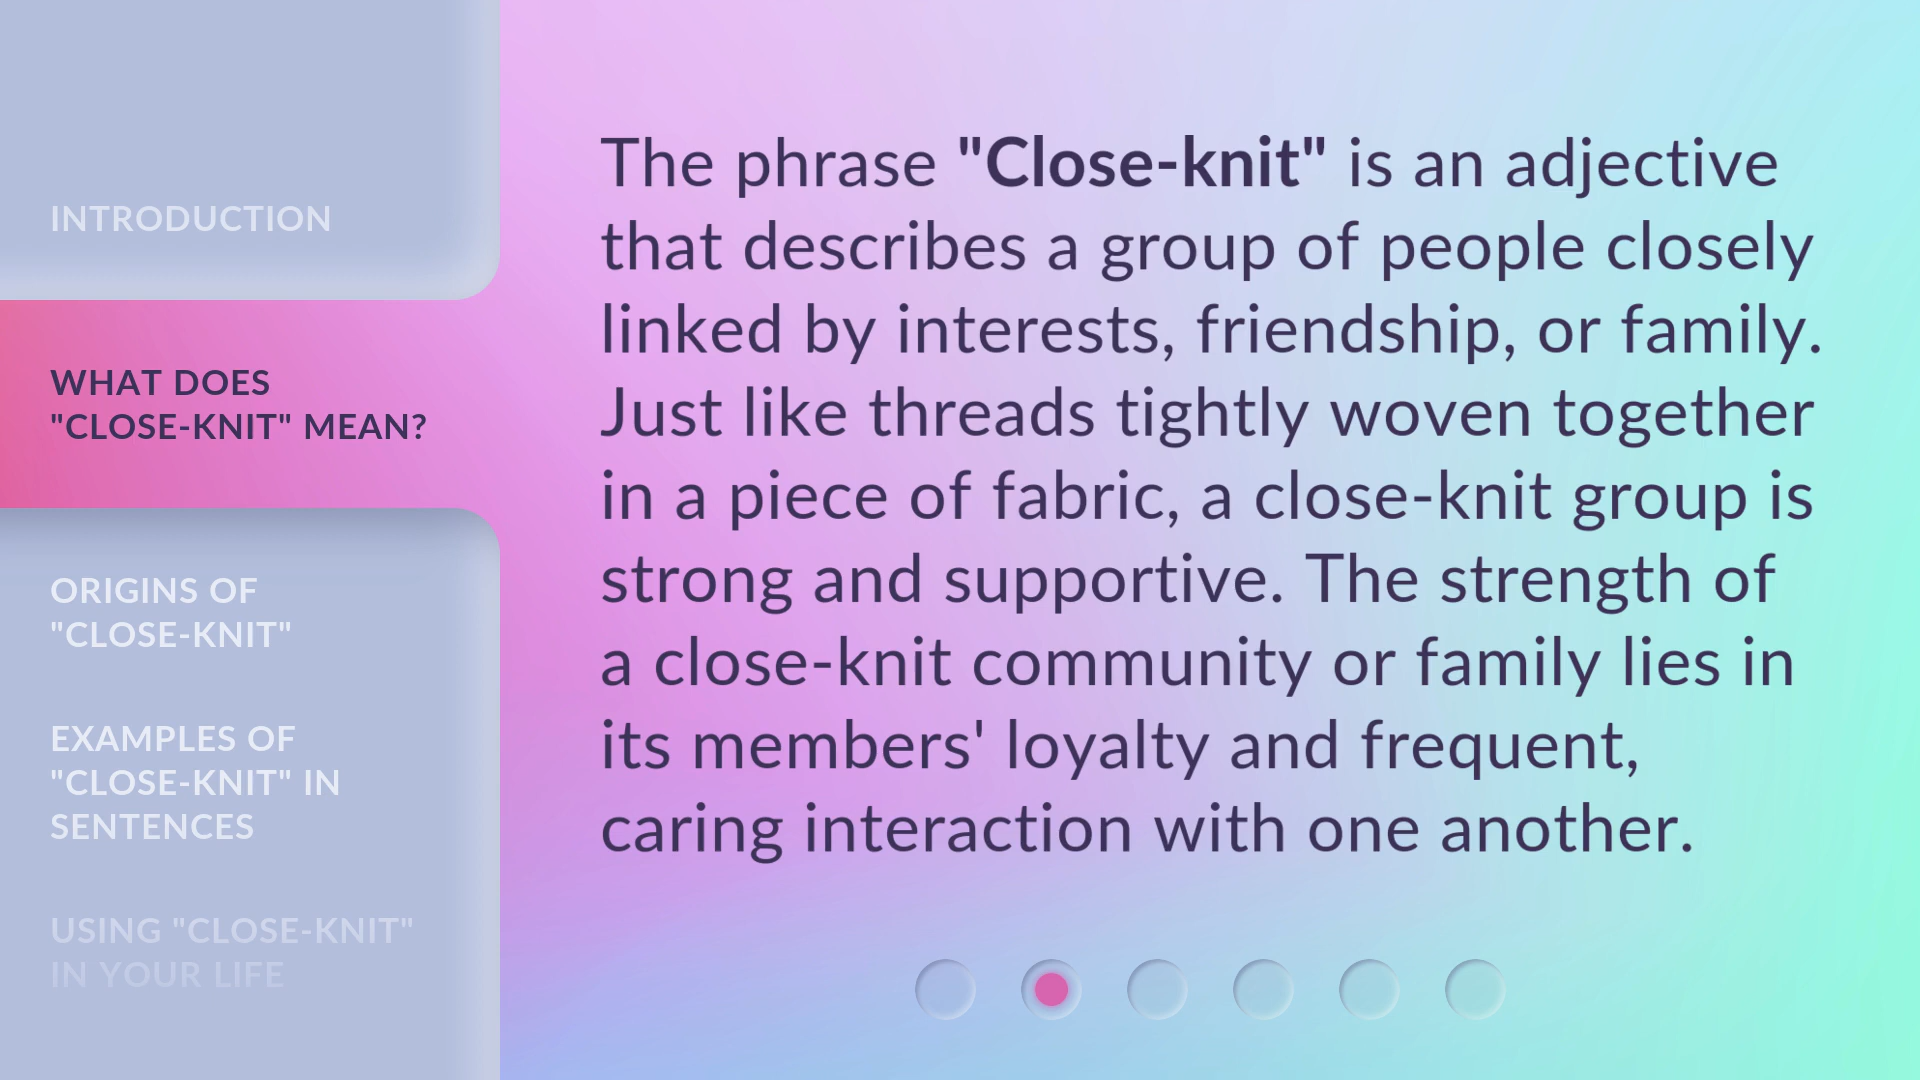 INTRODUCTION
WHAT DOES
"CLOSE-KNIT" MEAN?
ORIGINS OF
"CLOSE-KNIT"
EXAMPLES OF
"CLOSE-KNIT" IN
SENTENCES
USING "CLOSE-KNIT"
IN YOUR LIFE
The phrase "Close-knit" is an adjective
that describes a group of people closely
linked by interests, friendship, or family.
Just like threads tightly woven together
in a piece of fabric, a close-knit group is
strong and supportive. The strength of
a close-knit community or family lies in
its members' loyalty and frequent,
caring interaction with one another.